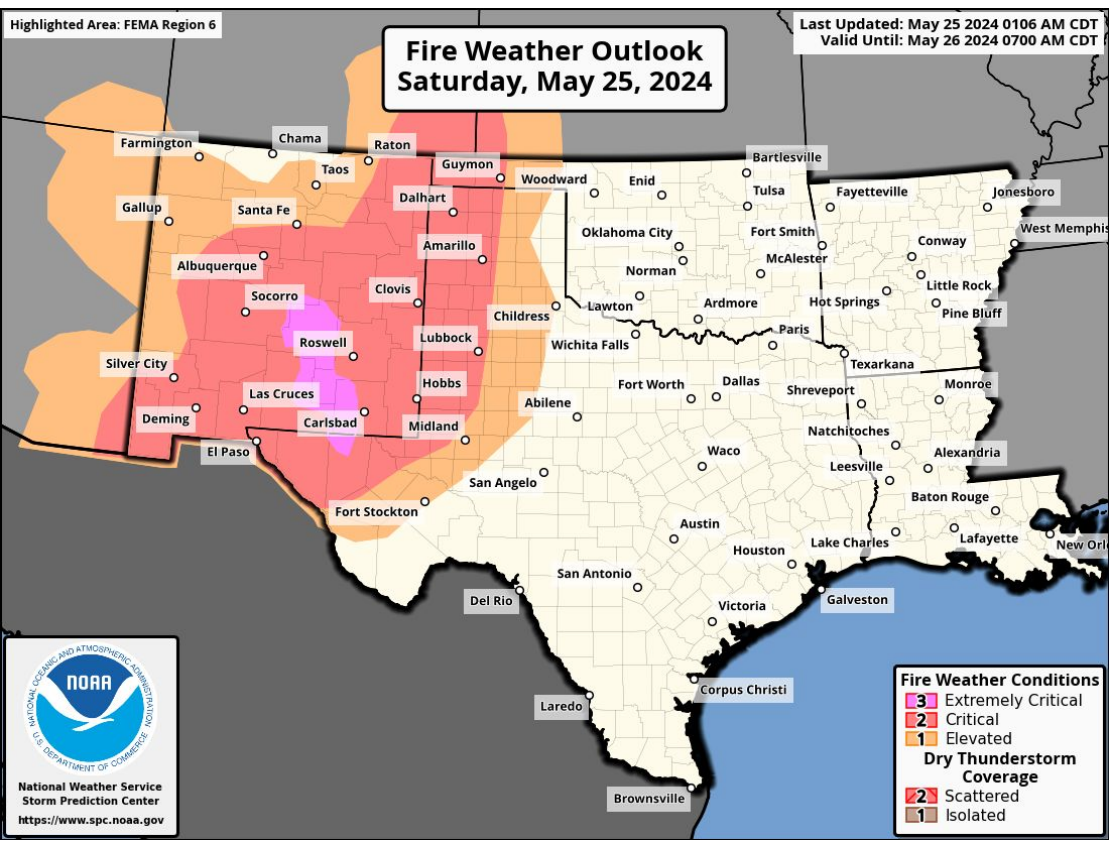 Highlighted Area: FEMA Region 6
Fire Weather Outlook
Saturday, May 25, 2024
Last Updated: May 25 2024 0106 AM CDT
Valid Until: May 26 2024 0700 AM CDT
Farmington
Chama
Raton
Taos
Guymon
Woodward
Enid
Bartlesville
Tulsa
Fayetteville
Jonesboro
Gallup
Santa Fe
Dalhart
West Memphis
Oklahoma City
Fort Smith
Conway
Albuquerque
Amarillo
Norman
McAlester
Little Rock
Socorro
Clovis
Childress
Lawton
Ardmore
Hot Springs
Pine Bluff
Roswell
Lubbock
Wichita Falls
Paris
Texarkana
Silver City
Las Cruces
Hobbs
Fort Worth
Dallas
Shreveport
Monroe
Deming
Carlsbad
Midland
Abilene
Natchitoches
El Paso
Waco
Alexandria
San Angelo
Leesville
Fort Stockton
Baton Rouge
Austin
Lake Charles
Lafayette
New Orl
Houston
San Antonio
Del Rio
Victoria
Galveston
Corpus Christi
Laredo
Brownsville
NATIONAL OCEANIC AND ATMOSPHERIC ADMINISTRATION
NOAA
U.S. DEPARTMENT OF COMMERCE
National Weather Service
Storm Prediction Center
https://www.spc.noaa.gov
Fire Weather Conditions
3 Extremely Critical
2 Critical
1 Elevated
Dry Thunderstorm
Coverage
2 Scattered
1 Isolated